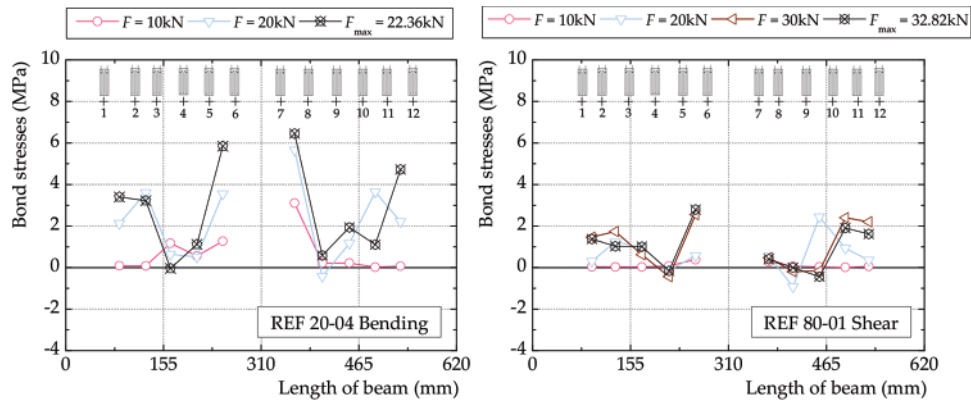 F = 10kN F = 20kN F max = 22.36kN
10
8
6
4
2
0
-2
-4
Bond stresses (MPa)
1 2 3 4 5 6 7 8 9 10 11 12
REF 20-04 Bending
0 155 310 465 620
Length of beam (mm)
F = 10kN F = 20kN F = 30kN F max = 32.82kN
10
8
6
4
2
0
-2
-4
Bond stresses (MPa)
1 2 3 4 5 6 7 8 9 10 11 12
REF 80-01 Shear
0 155 310 465 620
Length of beam (mm)